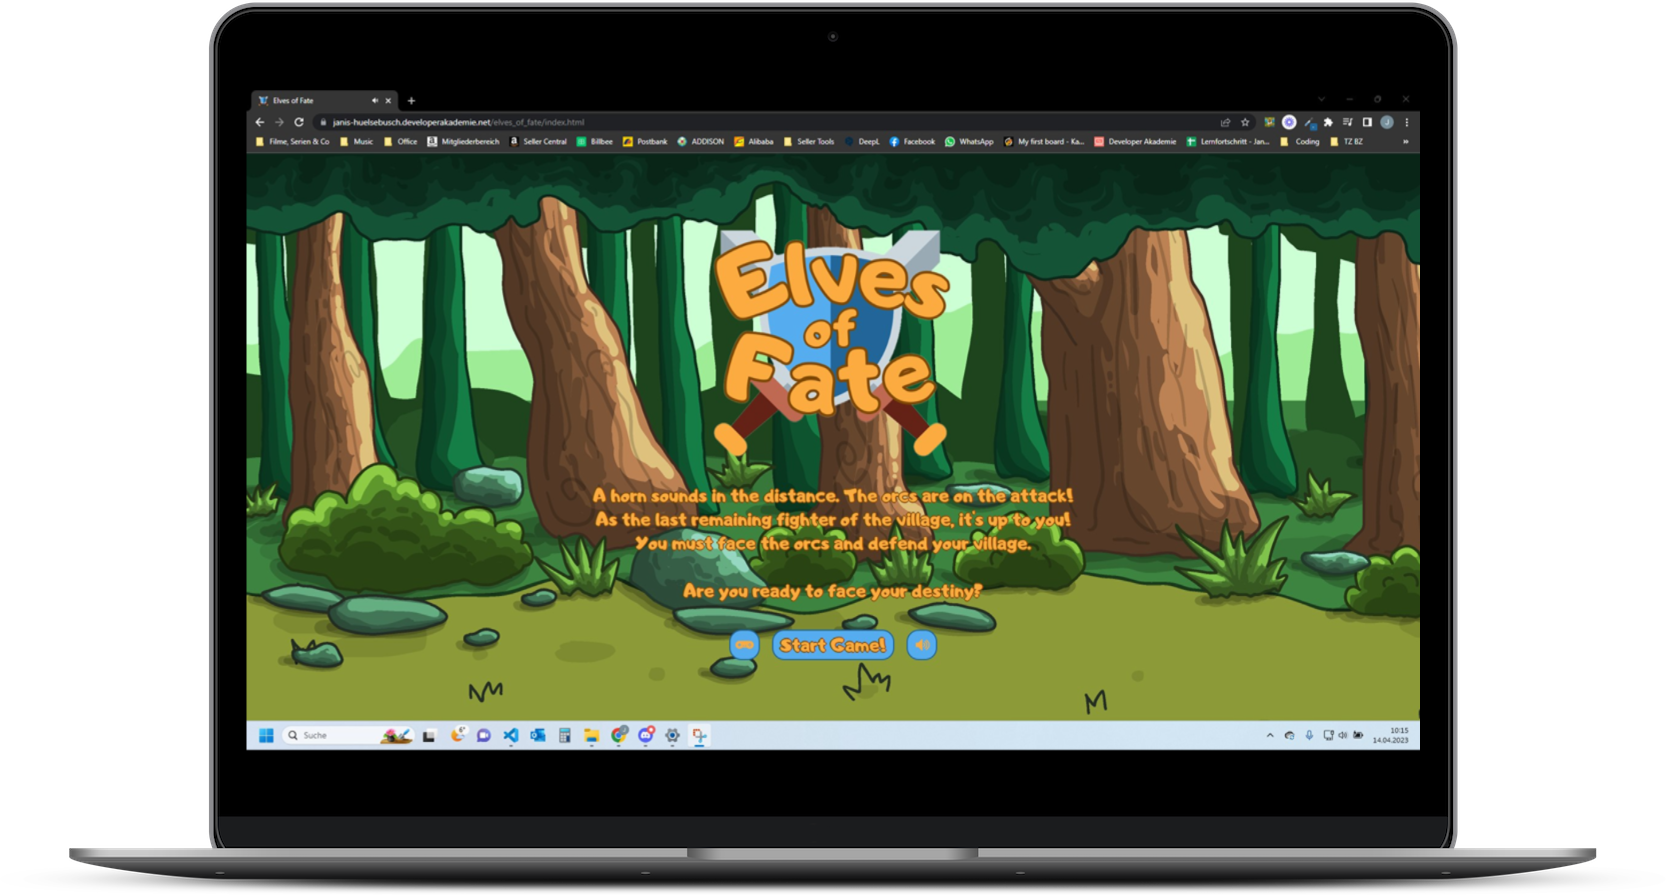 Elves of Fate
janis-huelsebusch.developerakademie.net/elves_of_fate/index.html
Filme, Serien & Co Music Office Mitgliederbereich Seller Central Billbee Postbank ADDISON Alibaba Seller Tools DeepL Facebook WhatsApp My first board - Ka... Developer Akademie Lernfortschritt - Jan... Coding TZ BZ »
Elves
of
Fate
A horn sounds in the distance. The orcs are on the attack!
As the last remaining fighter of the village, it's up to you!
You must face the orcs and defend your village.
Are you ready to face your destiny?
Start Game!
Suche
10:15
14.04.2023